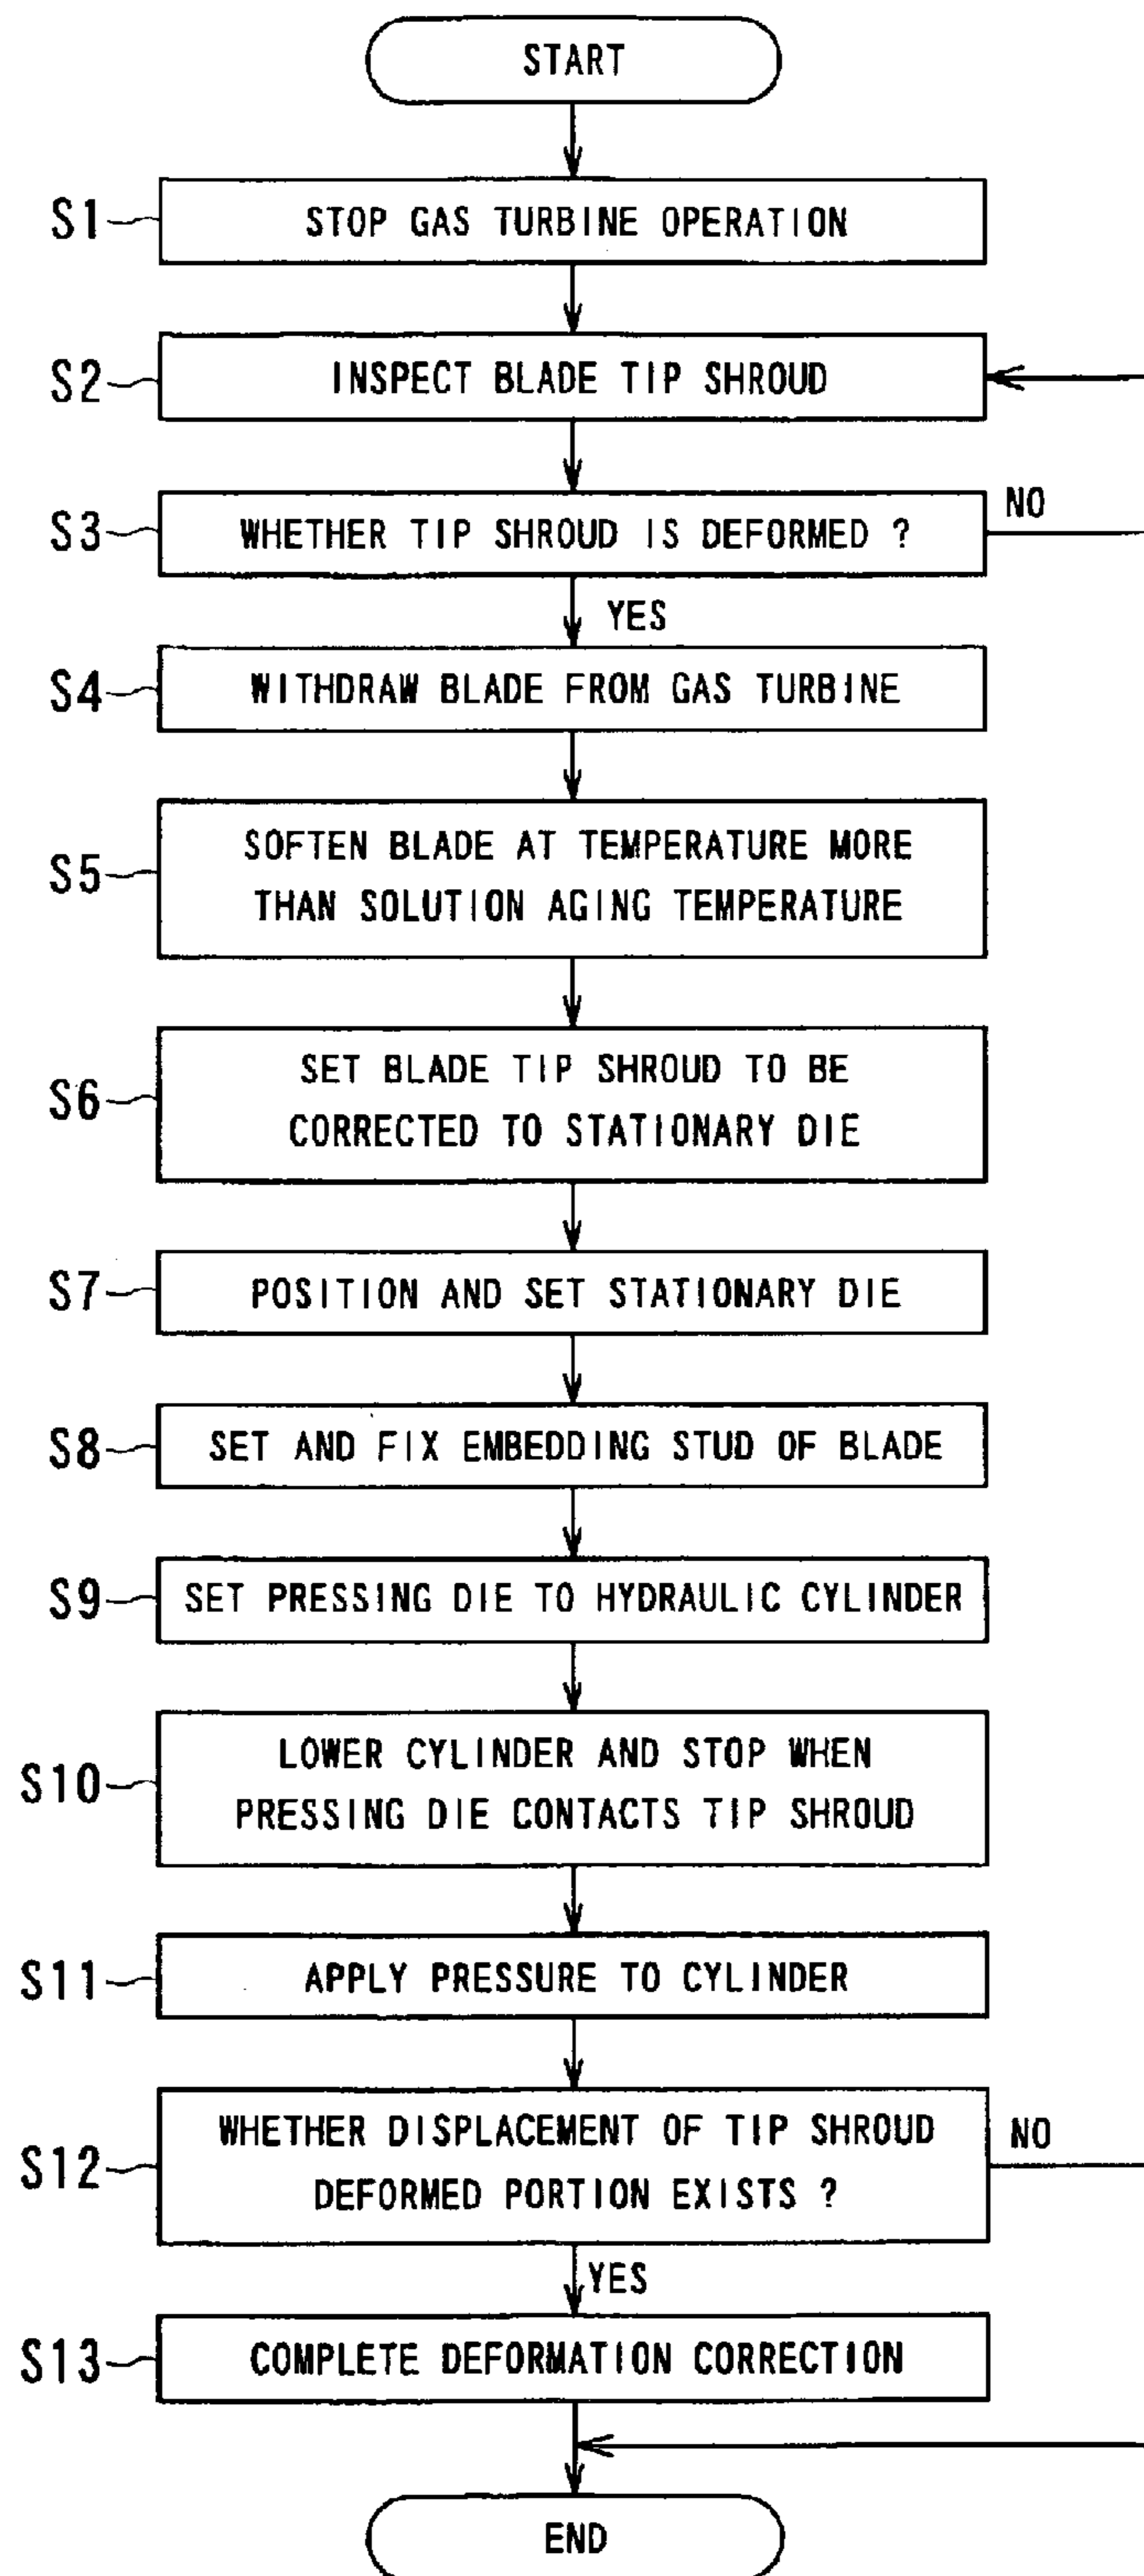 START
S1
STOP GAS TURBINE OPERATION
S2
INSPECT BLADE TIP SHROUD
S3
WHETHER TIP SHROUD IS DEFORMED ?
NO
YES
S4
WITHDRAW BLADE FROM GAS TURBINE
S5
SOFTEN BLADE AT TEMPERATURE MORE
THAN SOLUTION AGING TEMPERATURE
S6
SET BLADE TIP SHROUD TO BE
CORRECTED TO STATIONARY DIE
S7
POSITION AND SET STATIONARY DIE
S8
SET AND FIX EMBEDDING STUD OF BLADE
S9
SET PRESSING DIE TO HYDRAULIC CYLINDER
S10
LOWER CYLINDER AND STOP WHEN
PRESSING DIE CONTACTS TIP SHROUD
S11
APPLY PRESSURE TO CYLINDER
S12
WHETHER DISPLACEMENT OF TIP SHROUD
DEFORMED PORTION EXISTS ?
NO
YES
S13
COMPLETE DEFORMATION CORRECTION
END